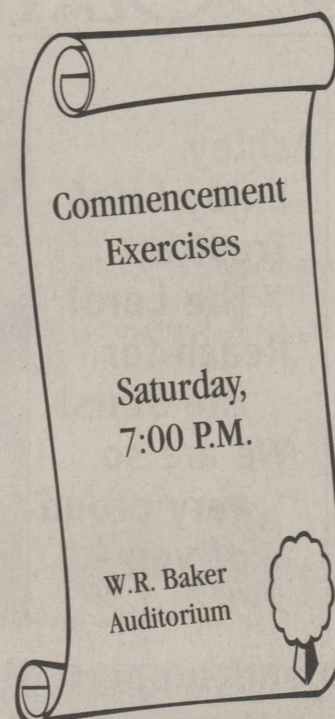 Commencement
Exercises
Saturday,
7:00 P.M.
W.R. Baker
Auditorium